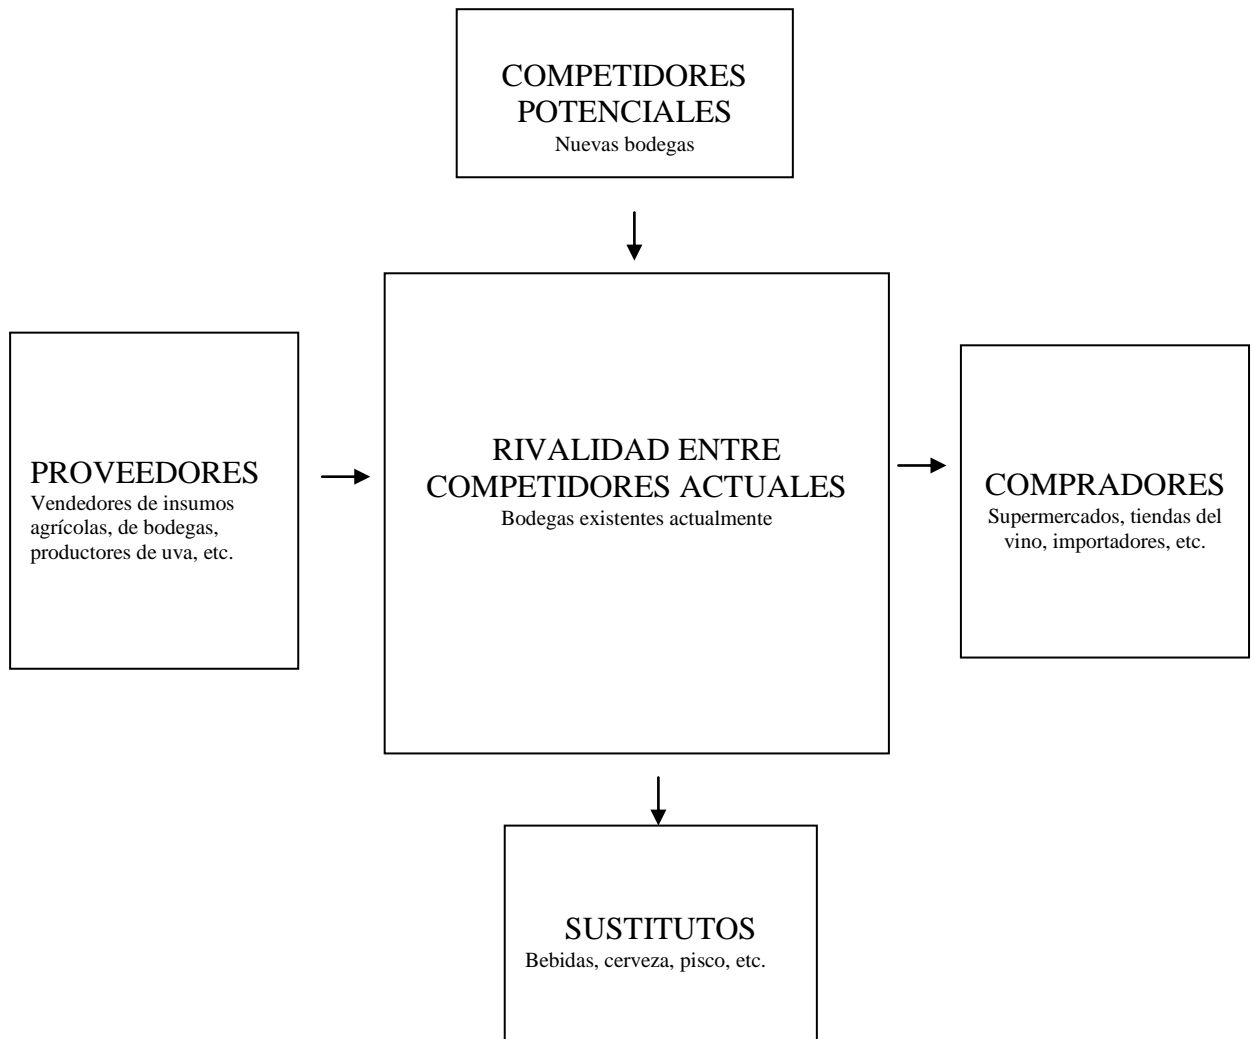 COMPETIDORES
POTENCIALES
Nuevas bodegas
PROVEEDORES
Vendedores de insumos
agrícolas, de bodegas,
productores de uva, etc.
RIVALIDAD ENTRE
COMPETIDORES ACTUALES
Bodegas existentes actualmente
COMPRADORES
Supermercados, tiendas del
vino, importadores, etc.
SUSTITUTOS
Bebidas, cerveza, pisco, etc.